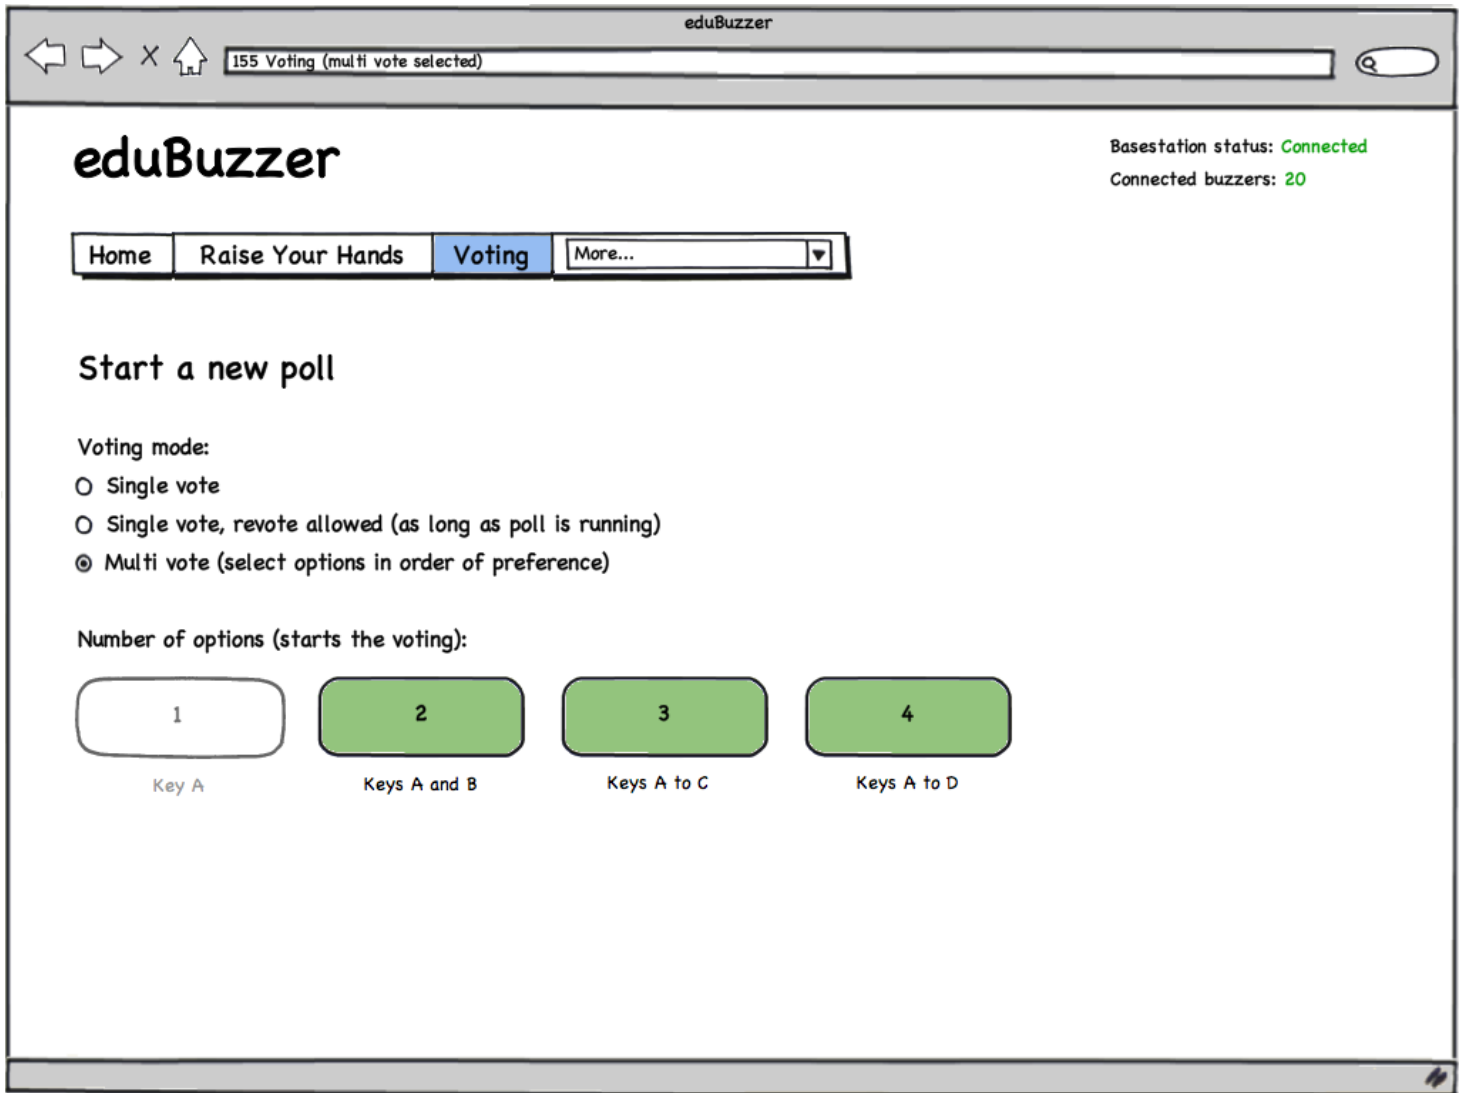 eduBuzzer
155 Voting (multi vote selected)
eduBuzzer
Basestation status: Connected
Connected buzzers: 20
Home Raise Your Hands Voting More...
Start a new poll
Voting mode:
Single vote
Single vote, revote allowed (as long as poll is running)
Multi vote (select options in order of preference)
Number of options (starts the voting):
1 2 3 4
Key A Keys A and B Keys A to C Keys A to D